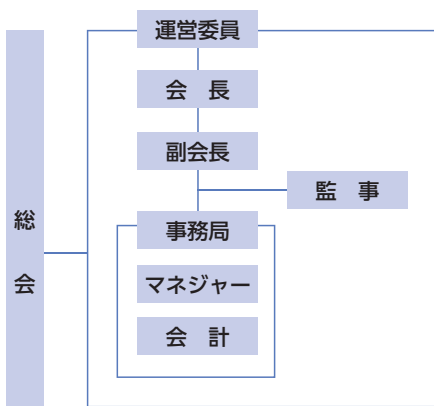 総会
運営委員
会　長
副会長
監　事
事務局
マネジャー
会　計